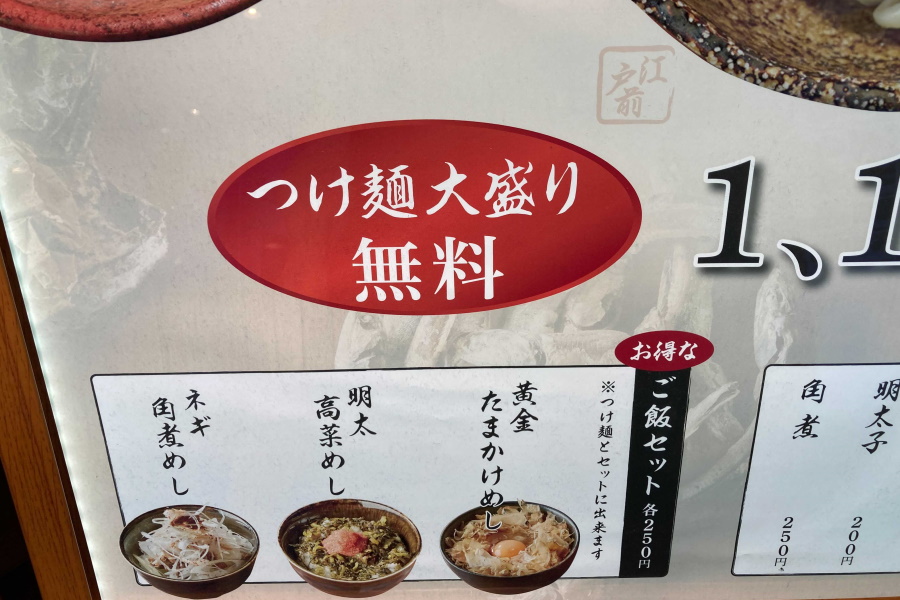 江戸前
つけ麺大盛り
無料
1,1
お得な
ご飯セット 各250円
※つけ麺とセットに出来ます
黄金
たまかけめし
明太
高菜めし
ネギ
角煮めし
明太子
200円
角煮
250円